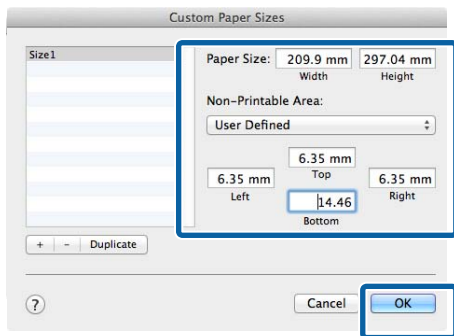 Custom Paper Sizes
Size1
Paper Size: 209.9 mm 297.04 mm
Width Height
Non-Printable Area:
User Defined
6.35 mm
Top
6.35 mm 6.35 mm
Left Right
14.46
Bottom
+ - Duplicate
? Cancel OK